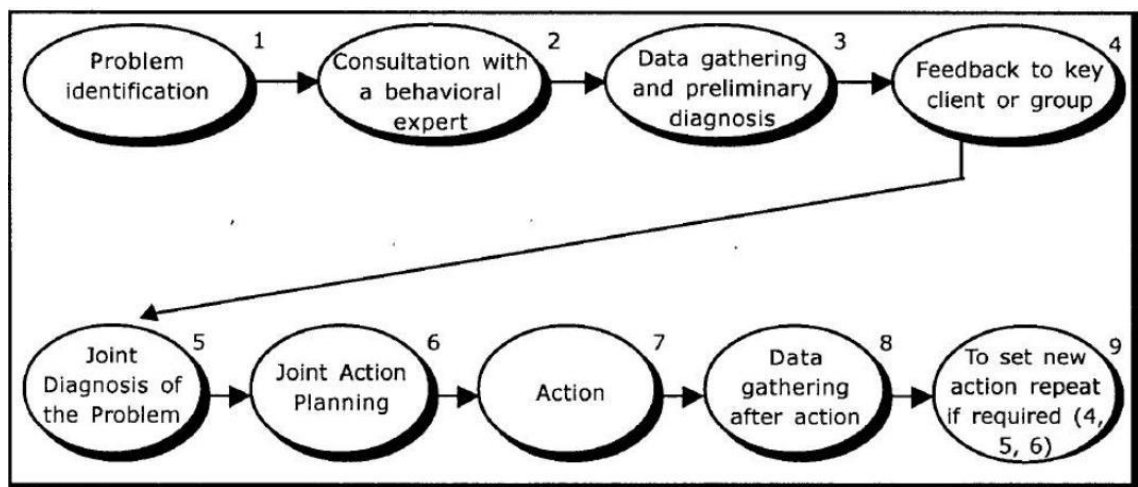 1
Problem
identification
2
Consultation with
a behavioral
expert
3
Data gathering
and preliminary
diagnosis
4
Feedback to key
client or group
5
Joint
Diagnosis of
the Problem
6
Joint Action
Planning
7
Action
8
Data
gathering
after action
9
To set new
action repeat
if required (4,
5, 6)